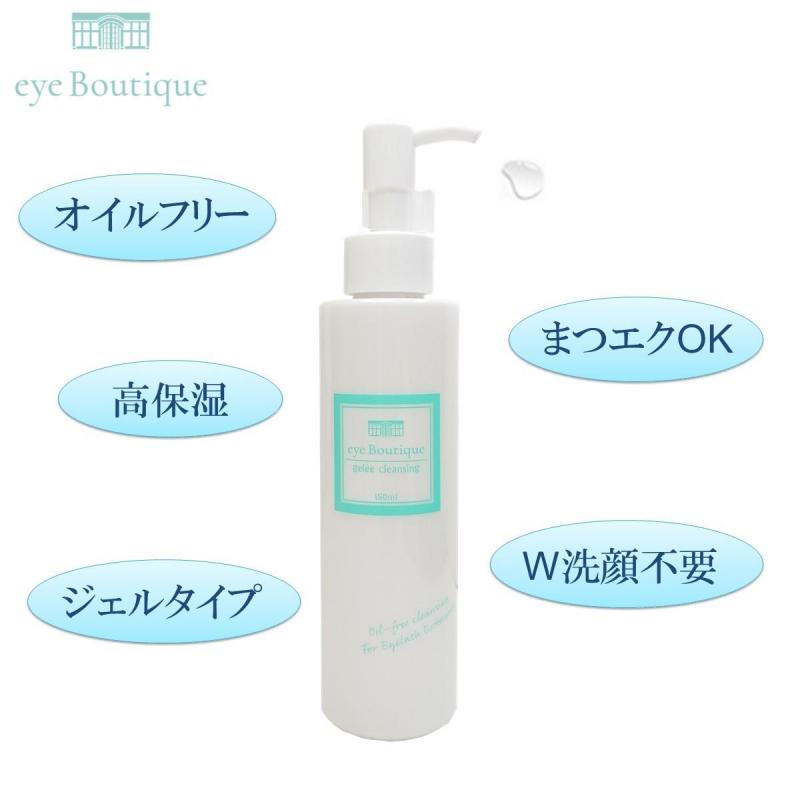 eye Boutique
オイルフリー
まつエクOK
高保湿
eye Boutique
gelée cleansing
150ml
W洗顔不要
ジェルタイプ
Oil-free cleansing
For Eyelash